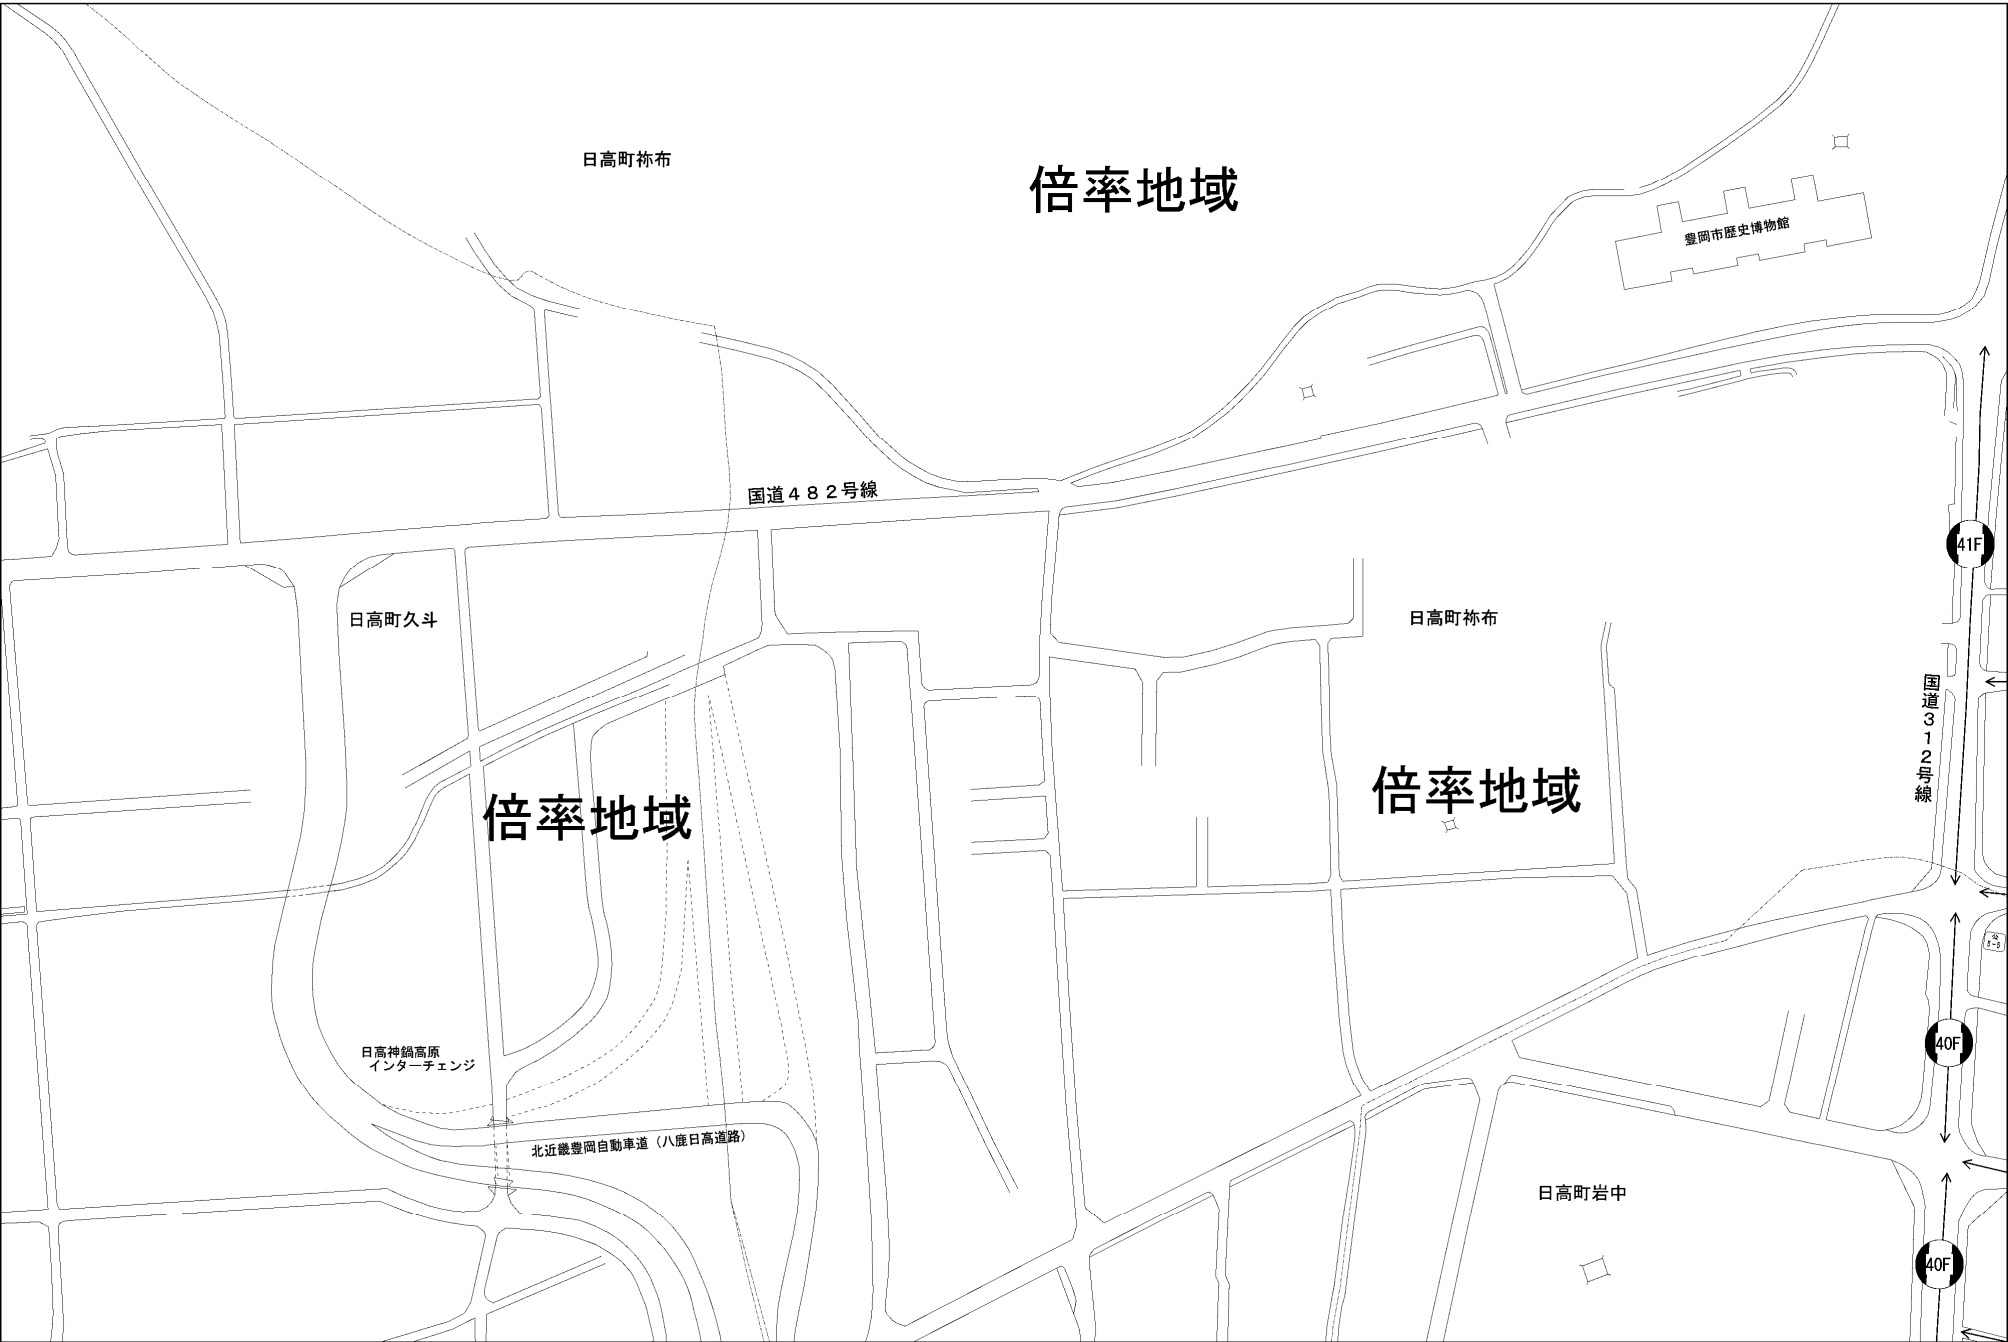 日高町祢布
倍率地域
豊岡市歴史博物館
国道482号線
41F
日高町久斗
日高町祢布
国道312号線
倍率地域
倍率地域
公
5-5
40F
日高神鍋高原
インターチェンジ
北近畿豊岡自動車道（八鹿日高道路）
日高町岩中
40F